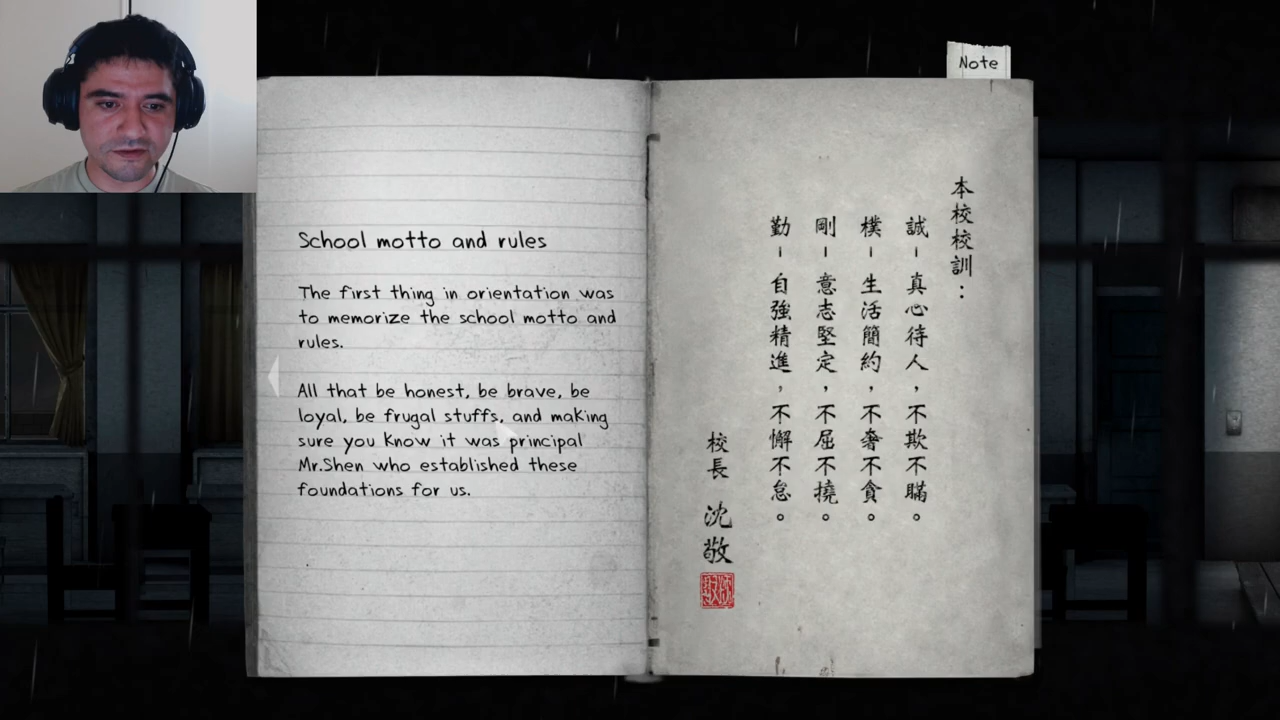 Note
School motto and rules
The first thing in orientation was
to memorize the school motto and
rules.
All that be honest, be brave, be
loyal, be frugal stuffs, and making
sure you know it was principal
Mr.Shen who established these
foundations for us.
本校校訓：
誠－真心待人，不欺不瞞。
樸－生活簡約，不奢不貪。
剛－意志堅定，不屈不撓。
勤－自強精進，不懈不怠。
校長 沈敬